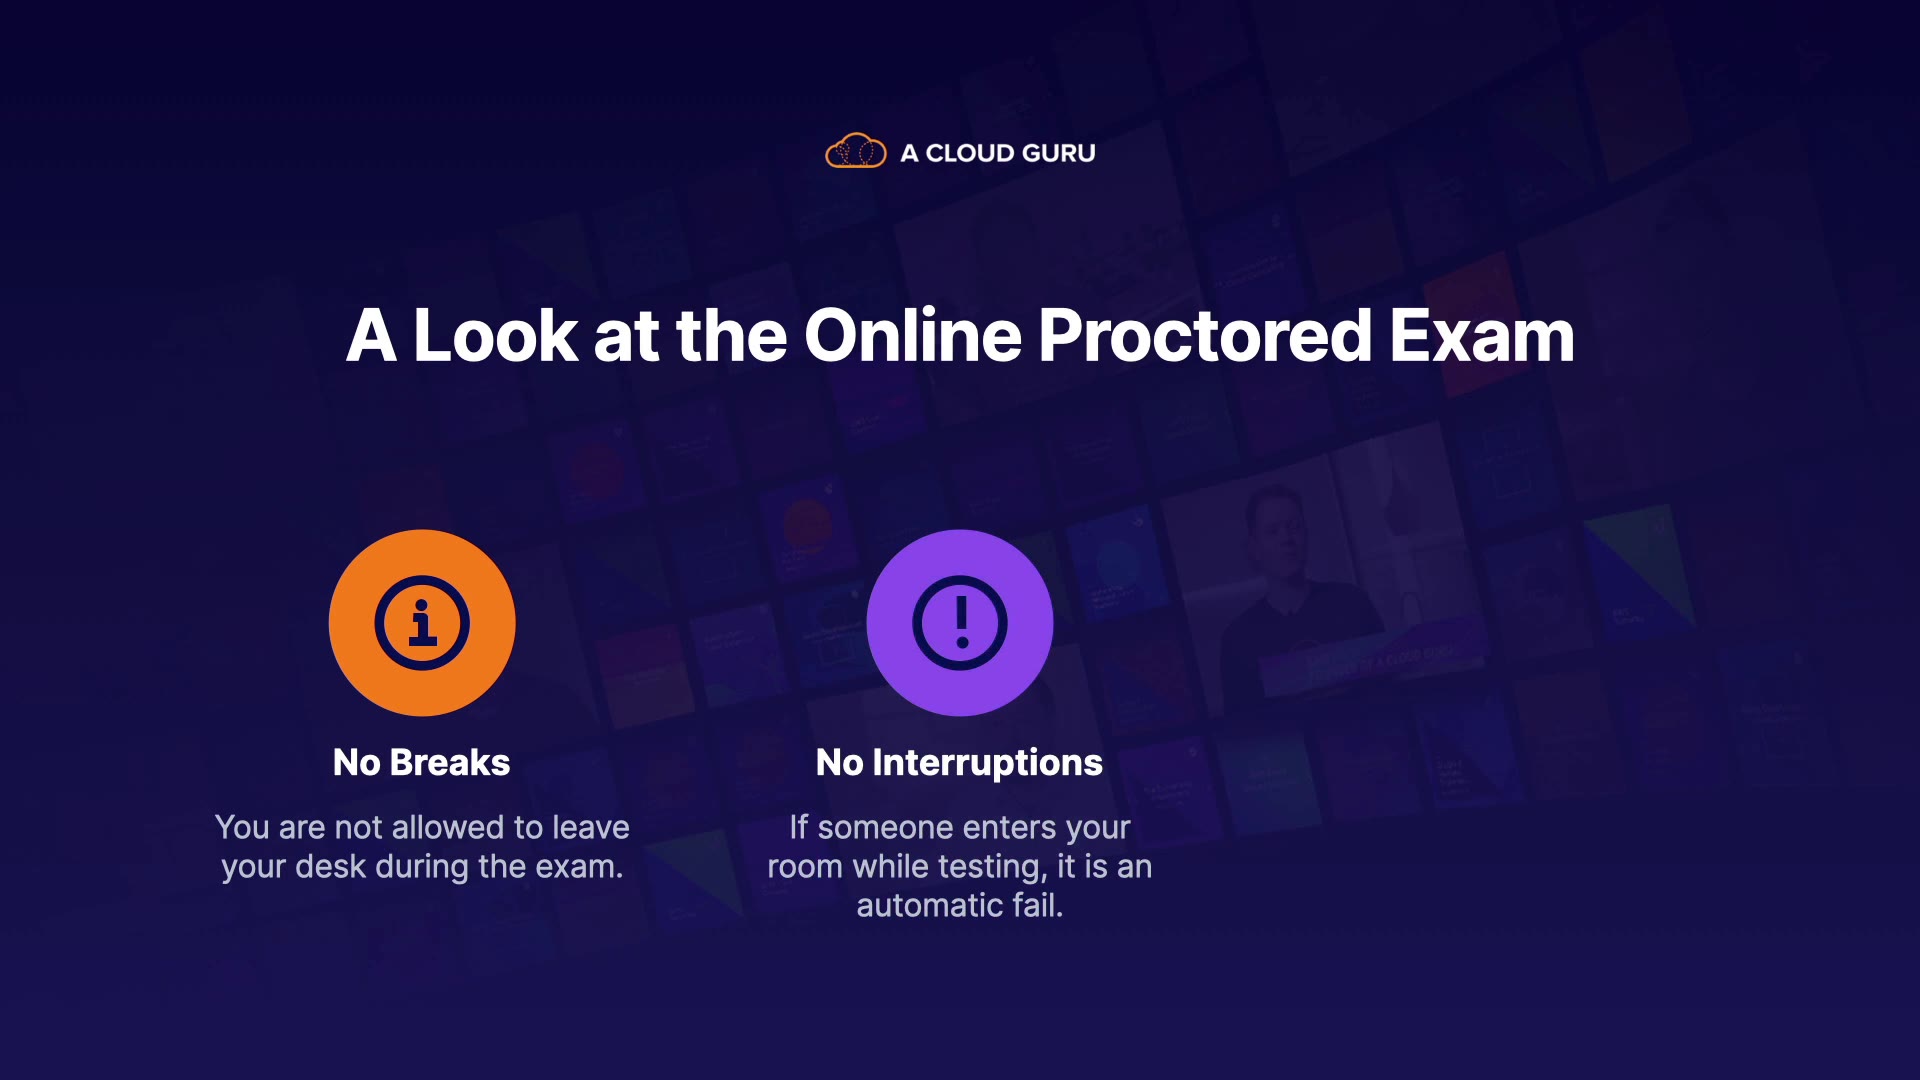 A CLOUD GURU
A Look at the Online Proctored Exam
No Breaks
You are not allowed to leave
your desk during the exam.
No Interruptions
If someone enters your
room while testing, it is an
automatic fail.